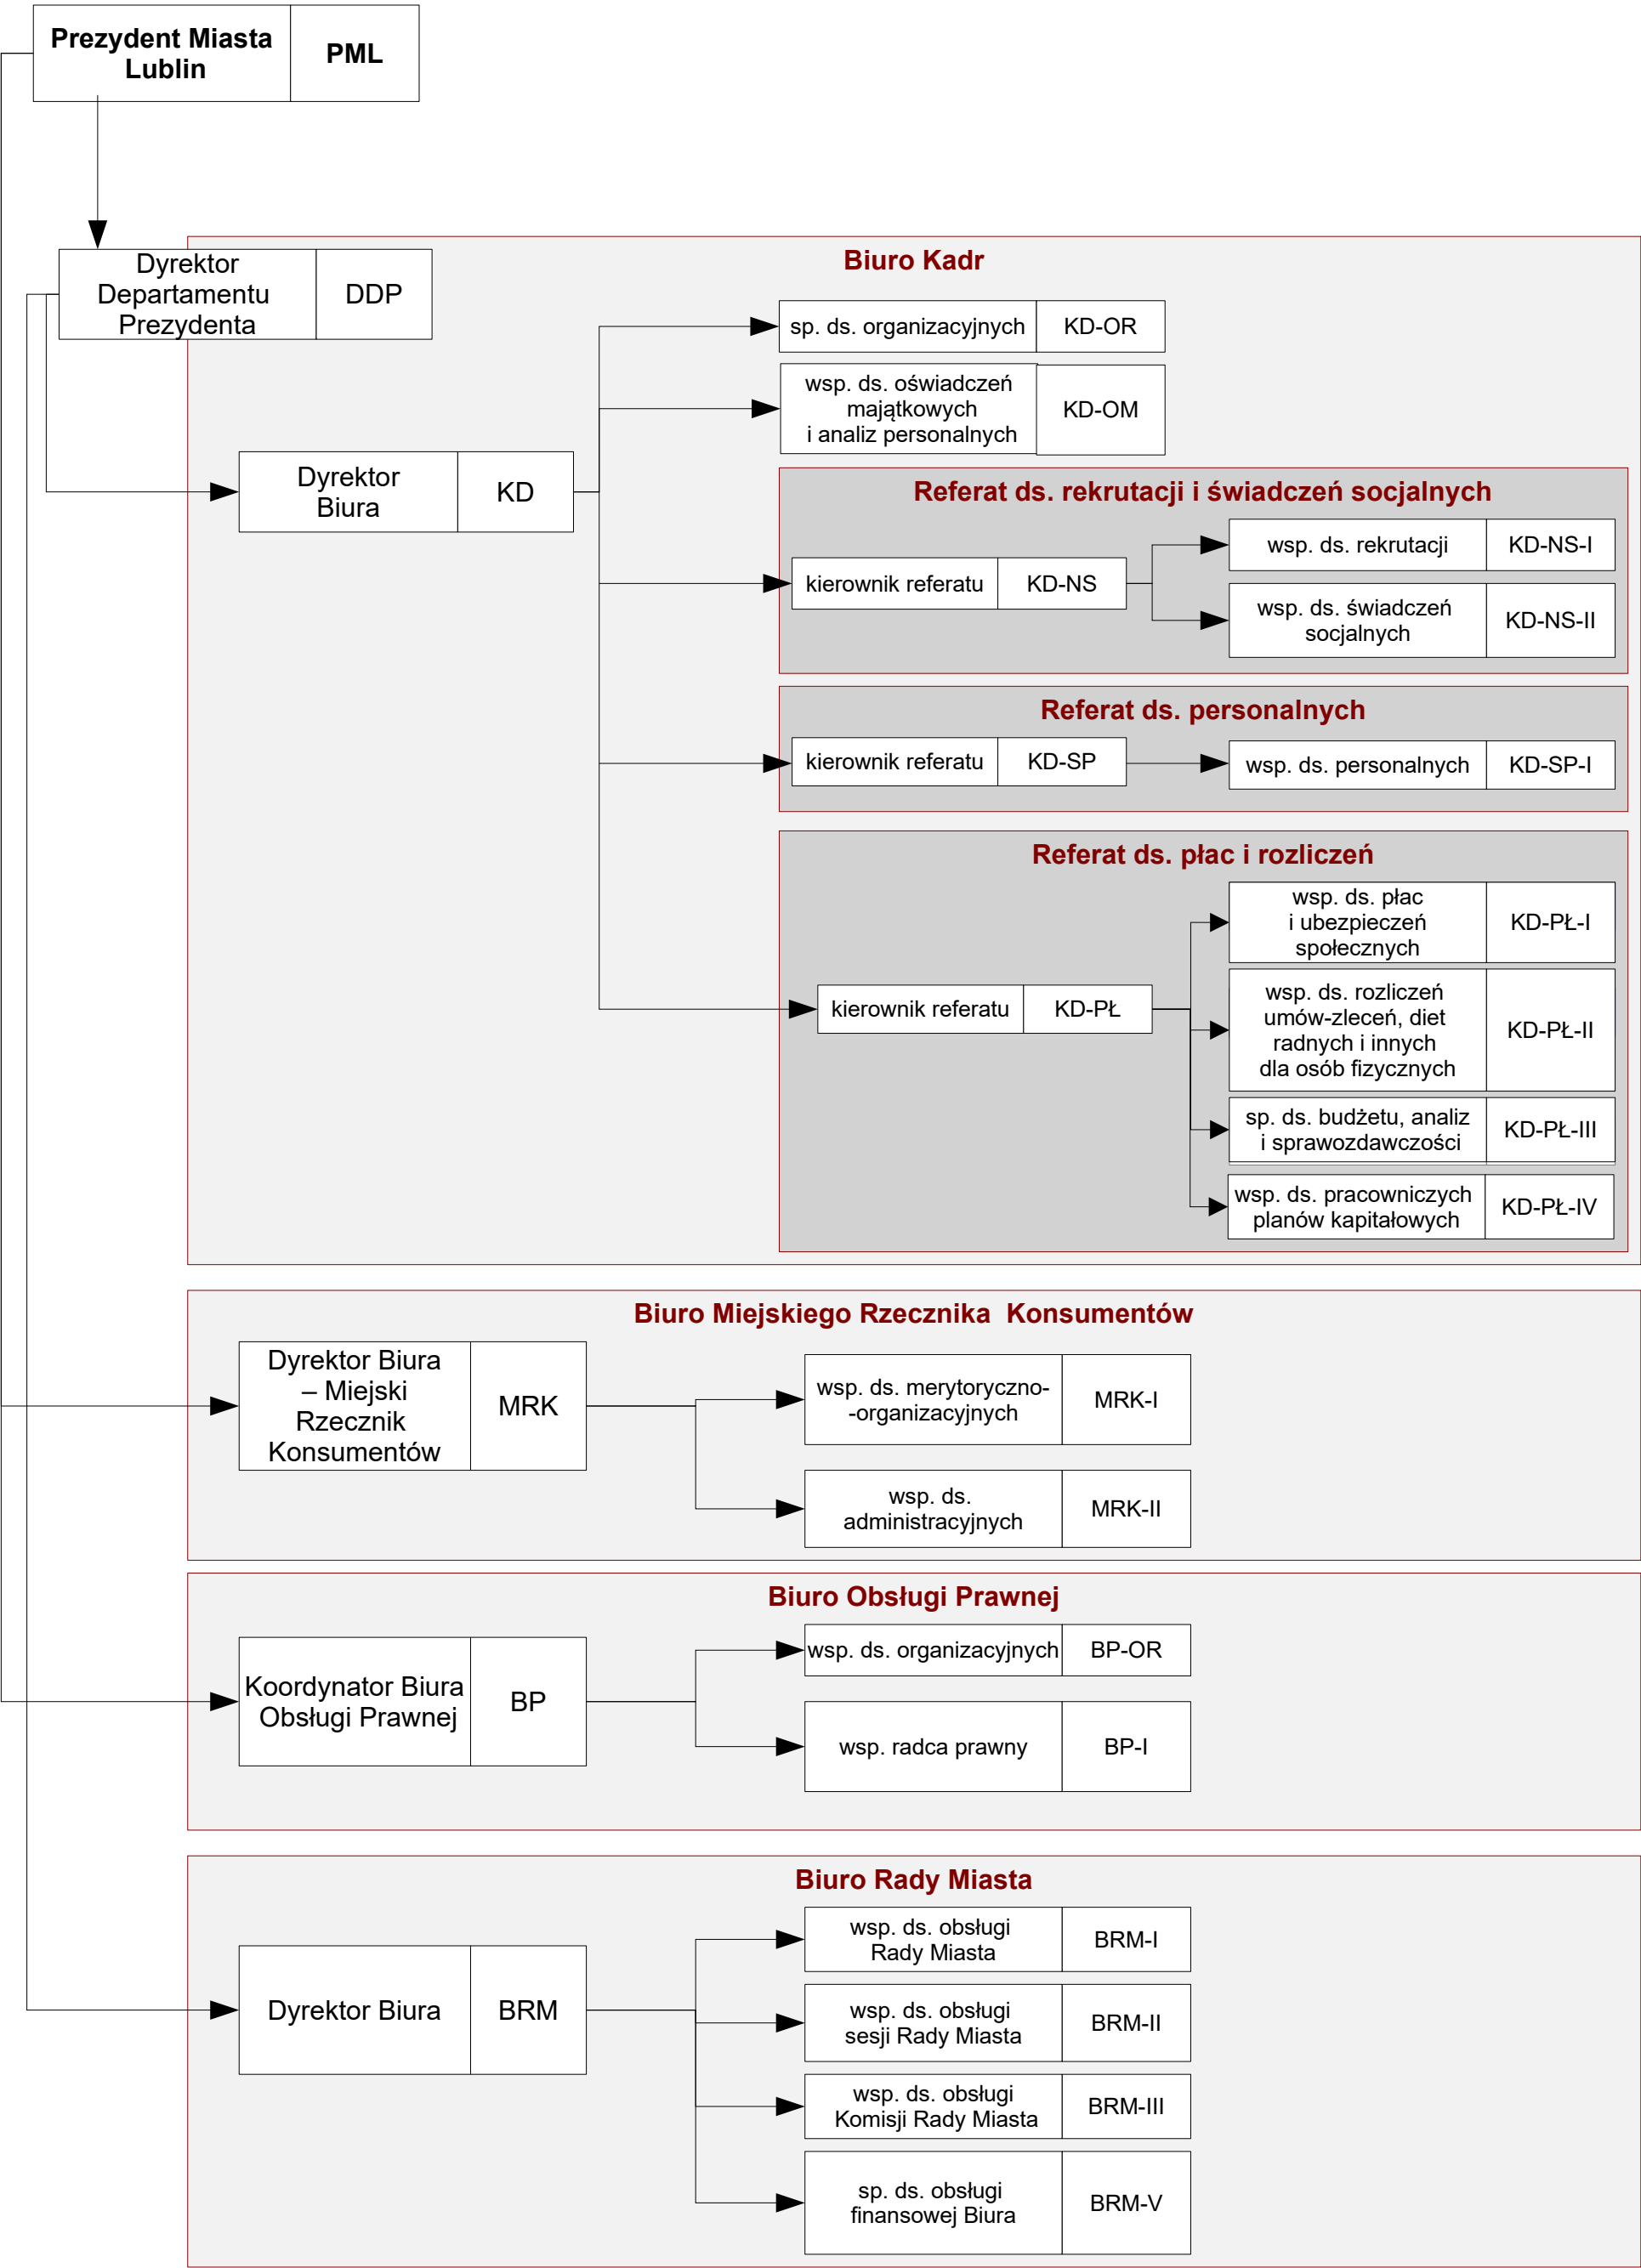 Prezydent Miasta
Lublin
PML
Dyrektor
Departamentu
Prezydenta
DDP
Biuro Kadr
sp. ds. organizacyjnych
KD-OR
wsp. ds. oświadczeń
majątkowych
i analiz personalnych
KD-OM
Dyrektor
Biura
KD
Referat ds. rekrutacji i świadczeń socjalnych
kierownik referatu
KD-NS
wsp. ds. rekrutacji
KD-NS-I
wsp. ds. świadczeń
socjalnych
KD-NS-II
Referat ds. personalnych
kierownik referatu
KD-SP
wsp. ds. personalnych
KD-SP-I
Referat ds. płac i rozliczeń
kierownik referatu
KD-PŁ
wsp. ds. płac
i ubezpieczeń
społecznych
KD-PŁ-I
wsp. ds. rozliczeń
umów-zleceń, diet
radnych i innych
dla osób fizycznych
KD-PŁ-II
sp. ds. budżetu, analiz
i sprawozdawczości
KD-PŁ-III
wsp. ds. pracowniczych
planów kapitałowych
KD-PŁ-IV
Biuro Miejskiego Rzecznika  Konsumentów
Dyrektor Biura
– Miejski
Rzecznik
Konsumentów
MRK
wsp. ds. merytoryczno-
-organizacyjnych
MRK-I
wsp. ds.
administracyjnych
MRK-II
Biuro Obsługi Prawnej
Koordynator Biura
Obsługi Prawnej
BP
wsp. ds. organizacyjnych
BP-OR
wsp. radca prawny
BP-I
Biuro Rady Miasta
Dyrektor Biura
BRM
wsp. ds. obsługi
Rady Miasta
BRM-I
wsp. ds. obsługi
sesji Rady Miasta
BRM-II
wsp. ds. obsługi
Komisji Rady Miasta
BRM-III
sp. ds. obsługi
finansowej Biura
BRM-V